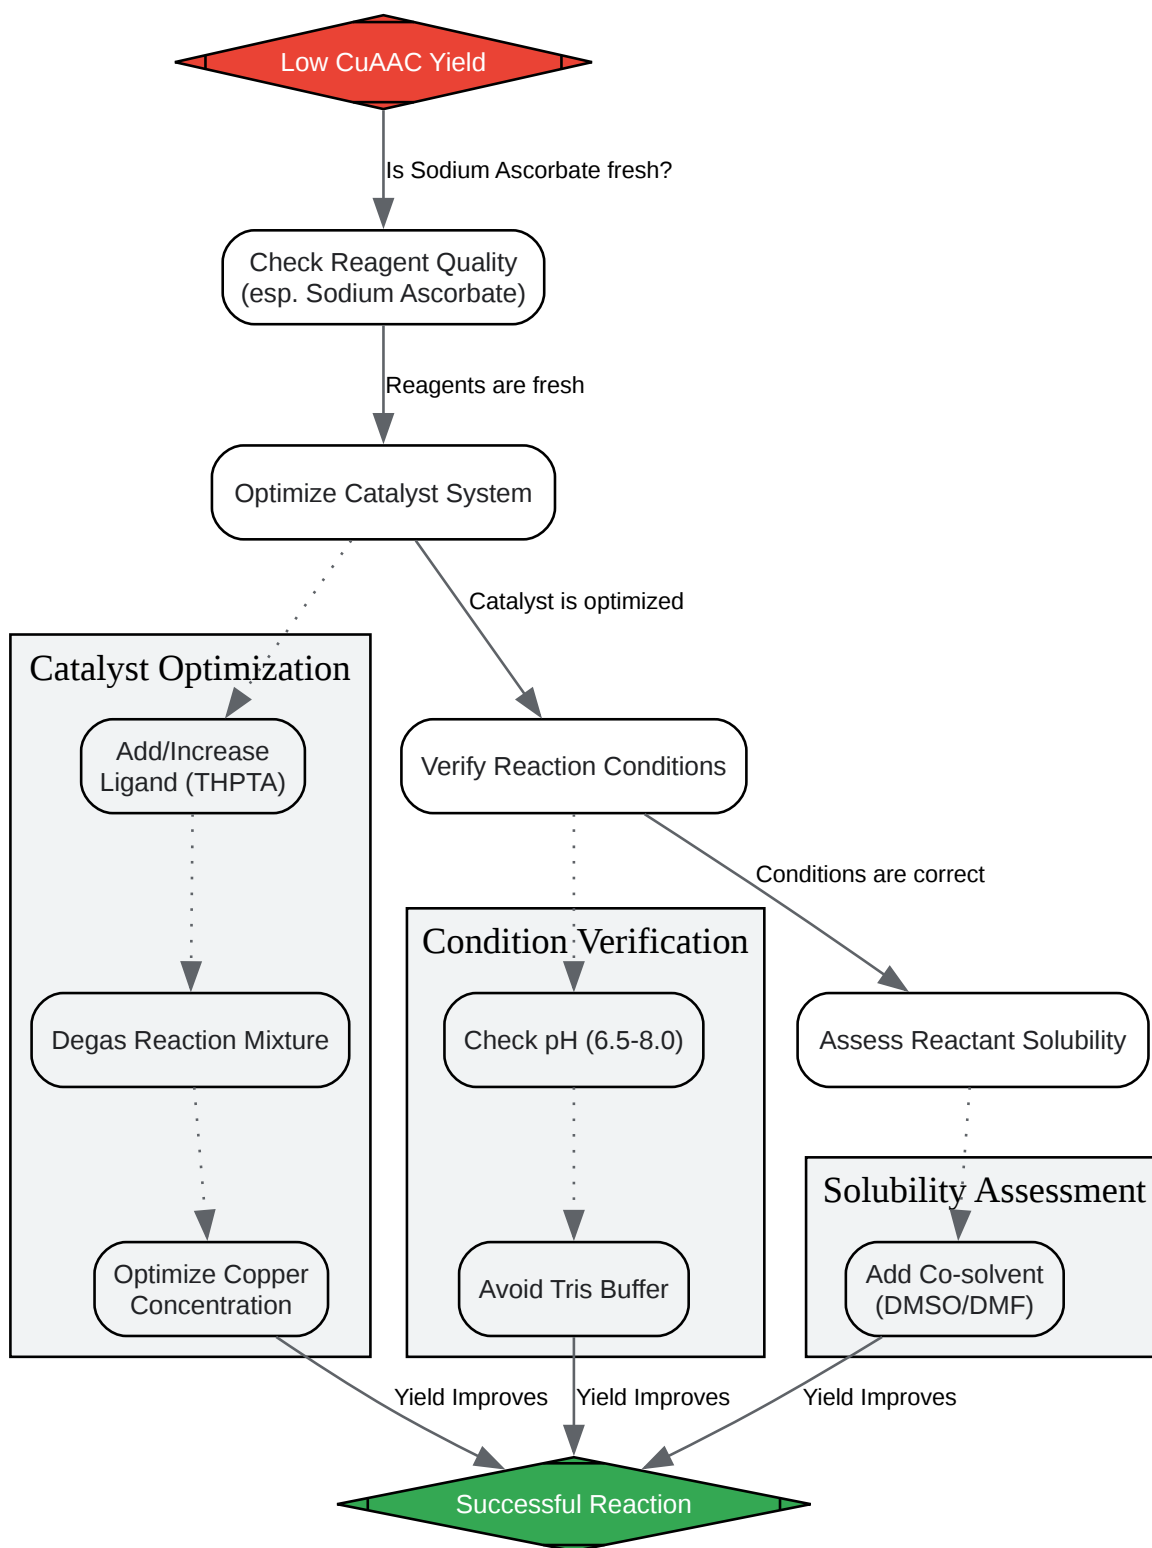 Low CuAAC Yield
Is Sodium Ascorbate fresh?
Check Reagent Quality
(esp. Sodium Ascorbate)
Reagents are fresh
Optimize Catalyst System
Catalyst is optimized
Catalyst Optimization
Add/Increase
Ligand (THPTA)
Verify Reaction Conditions
Conditions are correct
Condition Verification
Degas Reaction Mixture
Check pH (6.5-8.0)
Assess Reactant Solubility
Solubility Assessment
Optimize Copper
Concentration
Avoid Tris Buffer
Add Co-solvent
(DMSO/DMF)
Yield Improves
Yield Improves
Yield Improves
Successful Reaction